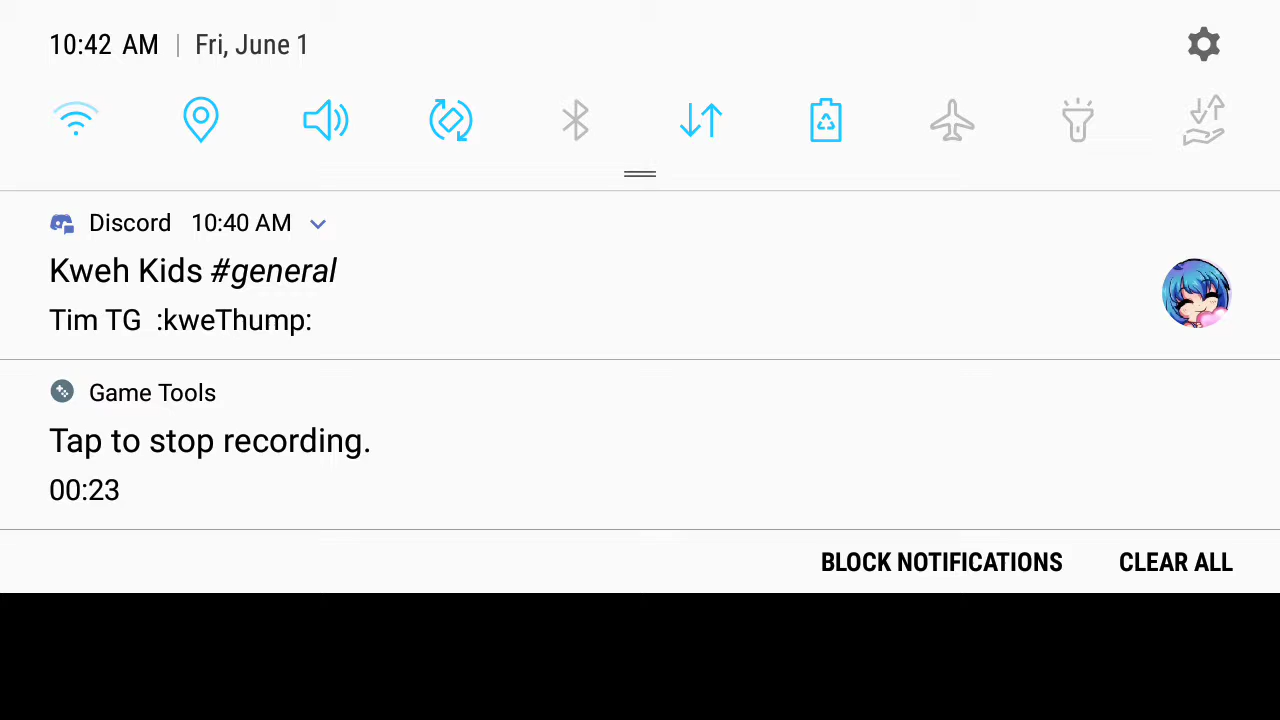 10:42 AM | Fri, June 1
Discord 10:40 AM
Kweh Kids #general
Tim TG :kweThump:
Game Tools
Tap to stop recording.
00:23
BLOCK NOTIFICATIONS CLEAR ALL